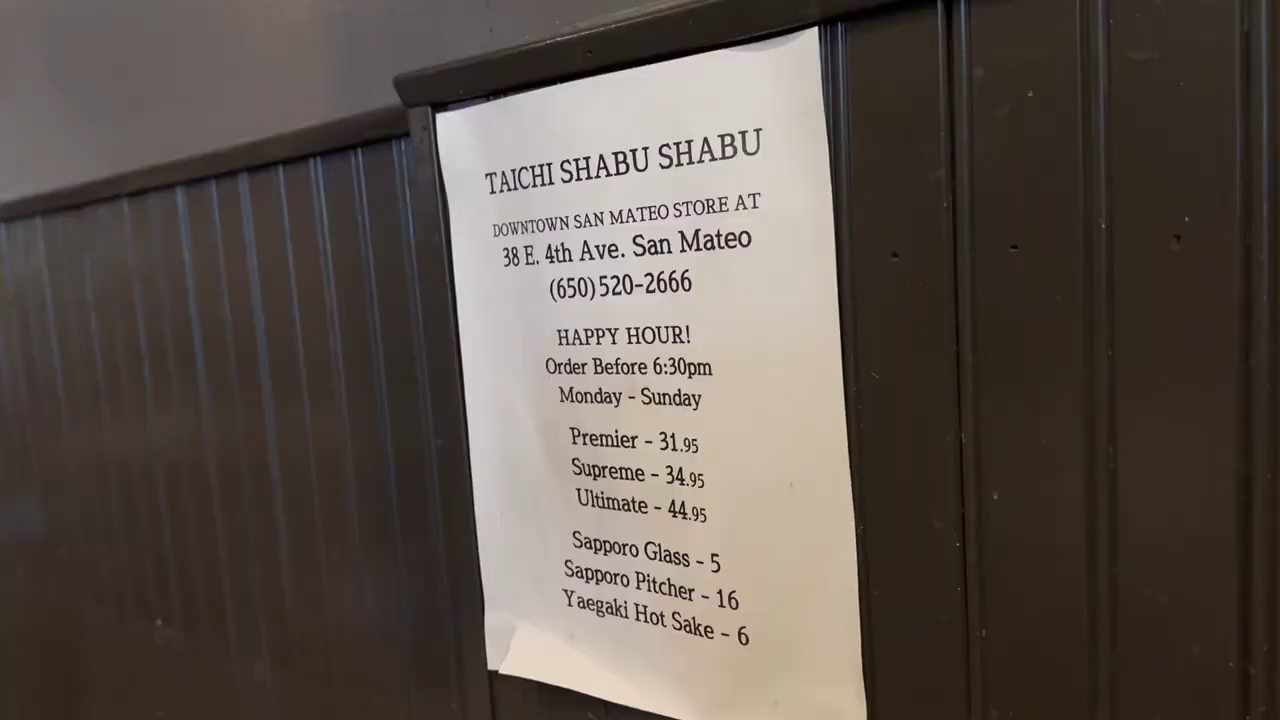 TAICHI SHABU SHABU
DOWNTOWN SAN MATEO STORE AT
38 E. 4th Ave. San Mateo
(650)520-2666
HAPPY HOUR!
Order Before 6:30pm
Monday - Sunday
Premier - 31.95
Supreme - 34.95
Ultimate - 44.95
Sapporo Glass - 5
Sapporo Pitcher - 16
Yaegaki Hot Sake - 6